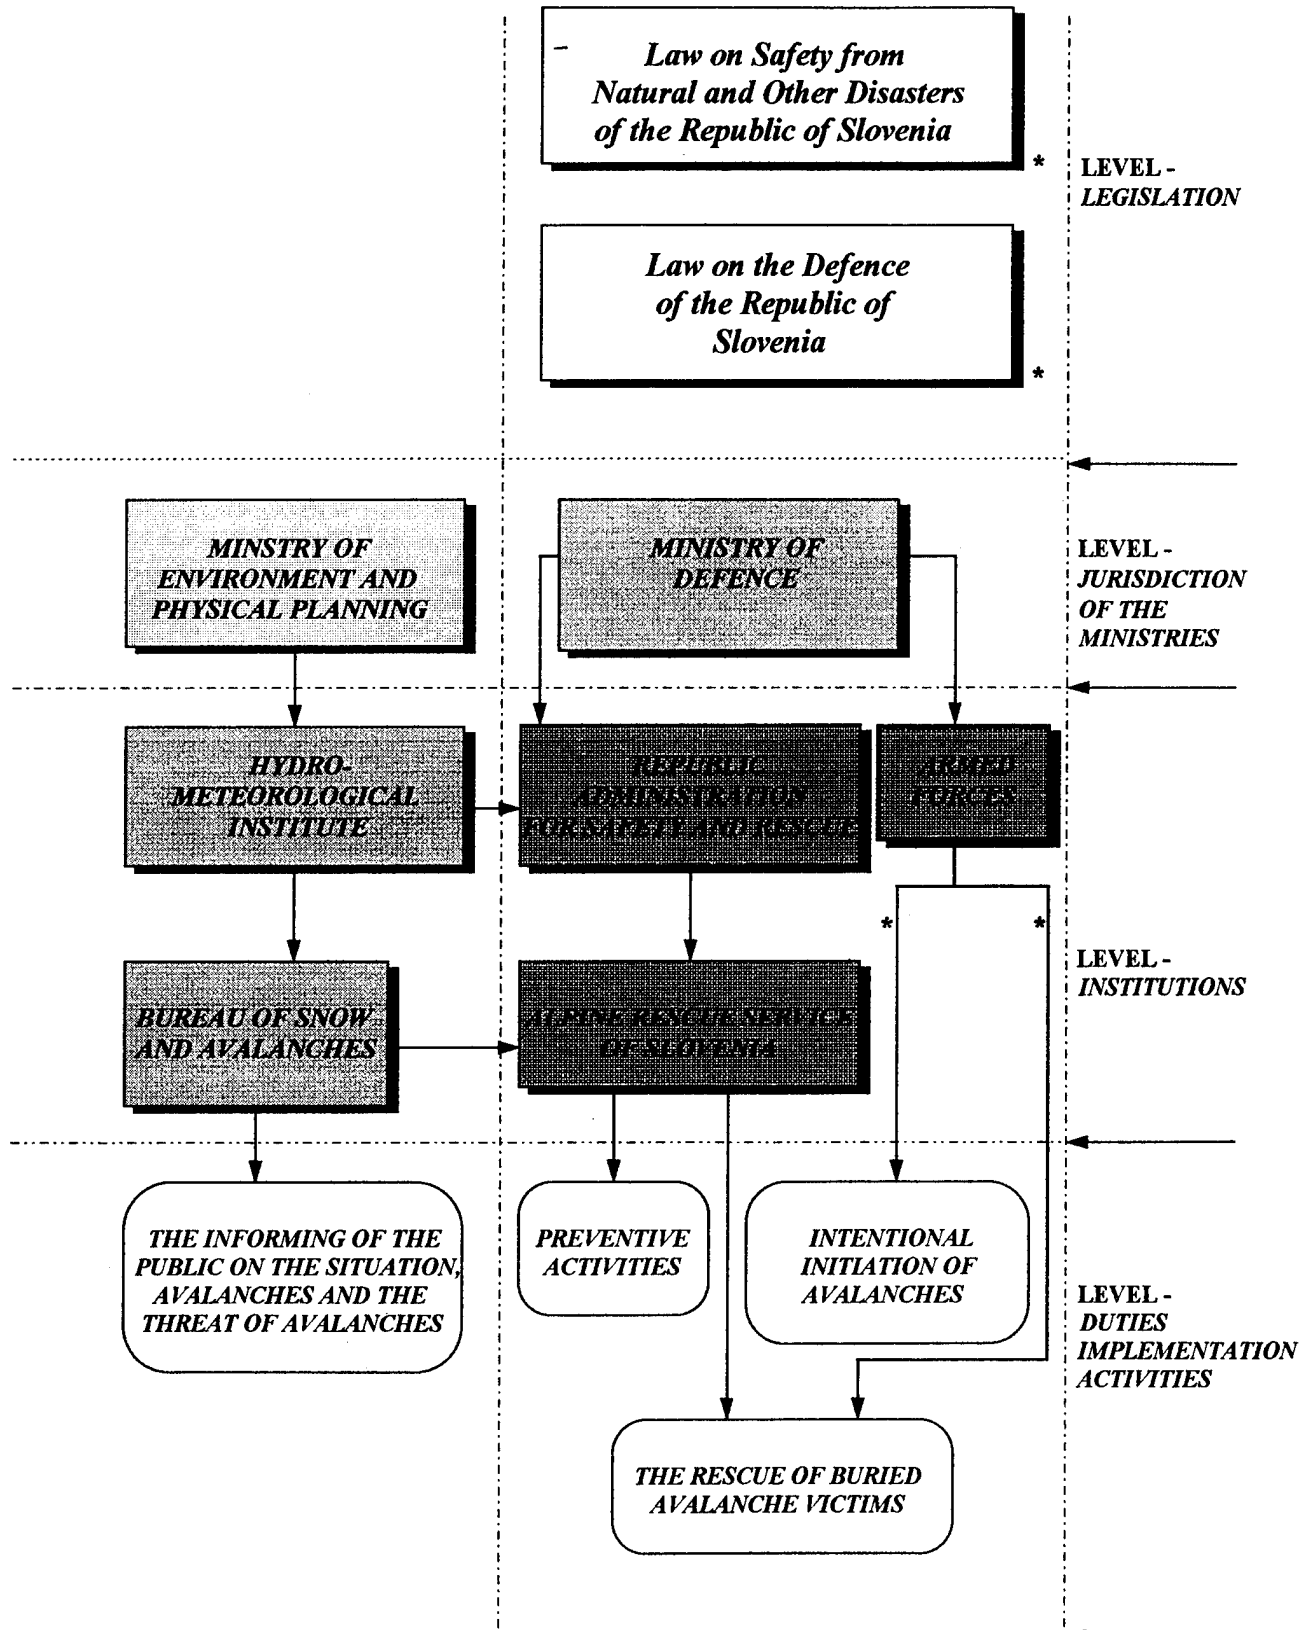 Law on Safety from
Natural and Other Disasters
of the Republic of Slovenia
*
LEVEL -
LEGISLATION
Law on the Defence
of the Republic of
Slovenia
*
MINSTRY OF
ENVIRONMENT AND
PHYSICAL PLANNING
MINISTRY OF
DEFENCE
LEVEL -
JURISDICTION
OF THE
MINISTRIES
HYDRO-
METEOROLOGICAL
INSTITUTE
REPUBLIC
ADMINISTRATION
FOR SAFETY AND RESCUE
ARMED
FORCES
*
*
BUREAU OF SNOW
AND AVALANCHES
ALPINE RESCUE SERVICE
OF SLOVENIA
LEVEL -
INSTITUTIONS
THE INFORMING OF THE
PUBLIC ON THE SITUATION,
AVALANCHES AND THE
THREAT OF AVALANCHES
PREVENTIVE
ACTIVITIES
INTENTIONAL
INITIATION OF
AVALANCHES
LEVEL -
DUTIES
IMPLEMENTATION
ACTIVITIES
THE RESCUE OF BURIED
AVALANCHE VICTIMS